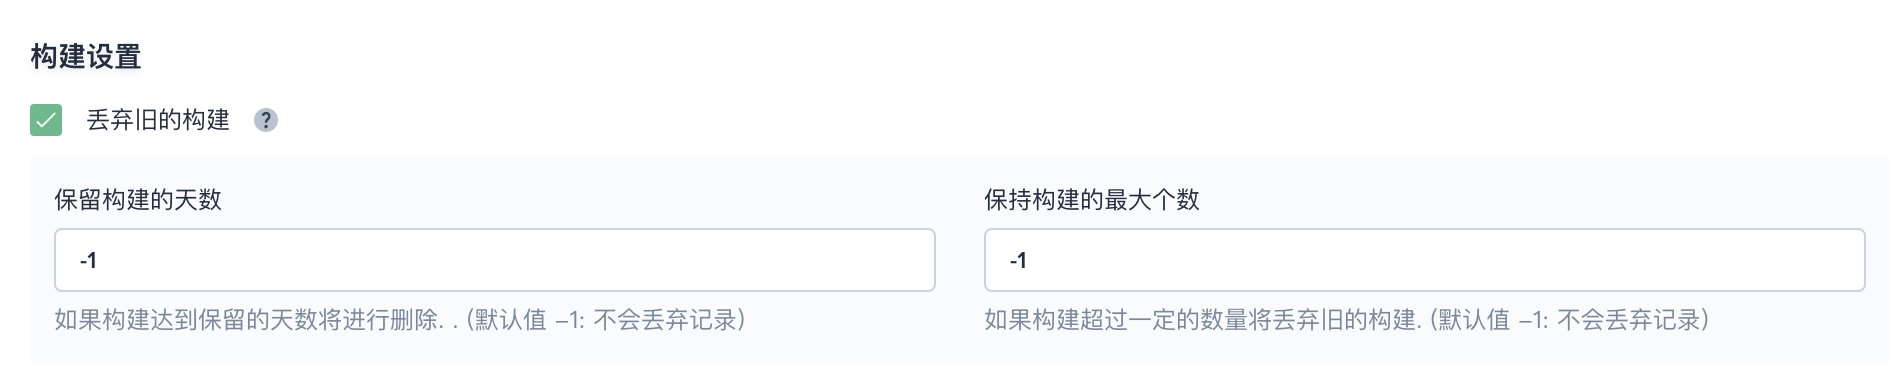 构建设置
丢弃旧的构建 ?
保留构建的天数
-1
如果构建达到保留的天数将进行删除. . (默认值 –1: 不会丢弃记录)
保持构建的最大个数
-1
如果构建超过一定的数量将丢弃旧的构建. (默认值 –1: 不会丢弃记录)